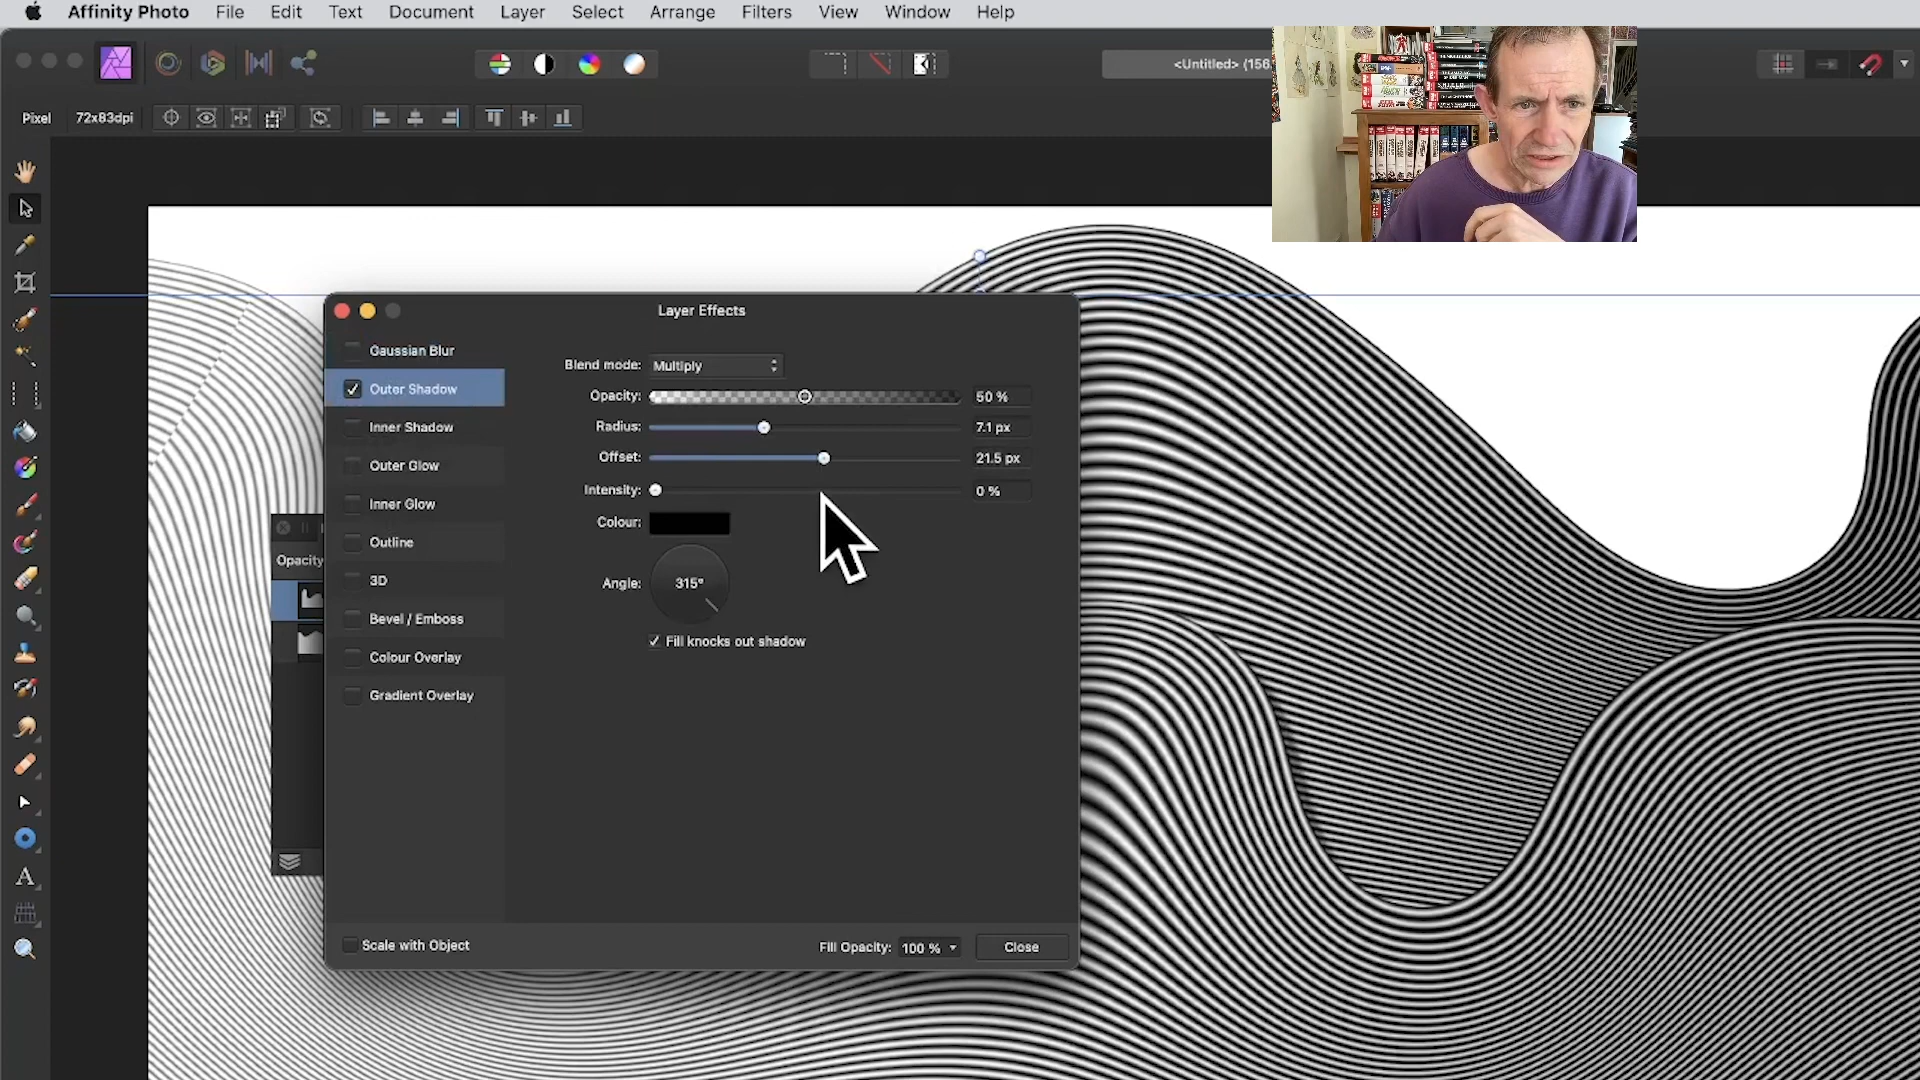 Affinity Photo File Edit Text Document Layer Select Arrange Filters View Window Help
<Untitled> (156.
Pixel 72x83dpi
Layer Effects
Gaussian Blur
Outer Shadow
Inner Shadow
Outer Glow
Inner Glow
Outline
3D
Bevel / Emboss
Colour Overlay
Gradient Overlay
Blend mode: Multiply
Opacity: 50 %
Radius: 7.1 px
Offset: 21.5 px
Intensity: 0 %
Colour:
Angle: 315°
Fill knocks out shadow
Opacity
A
Scale with Object
Fill Opacity: 100 % Close